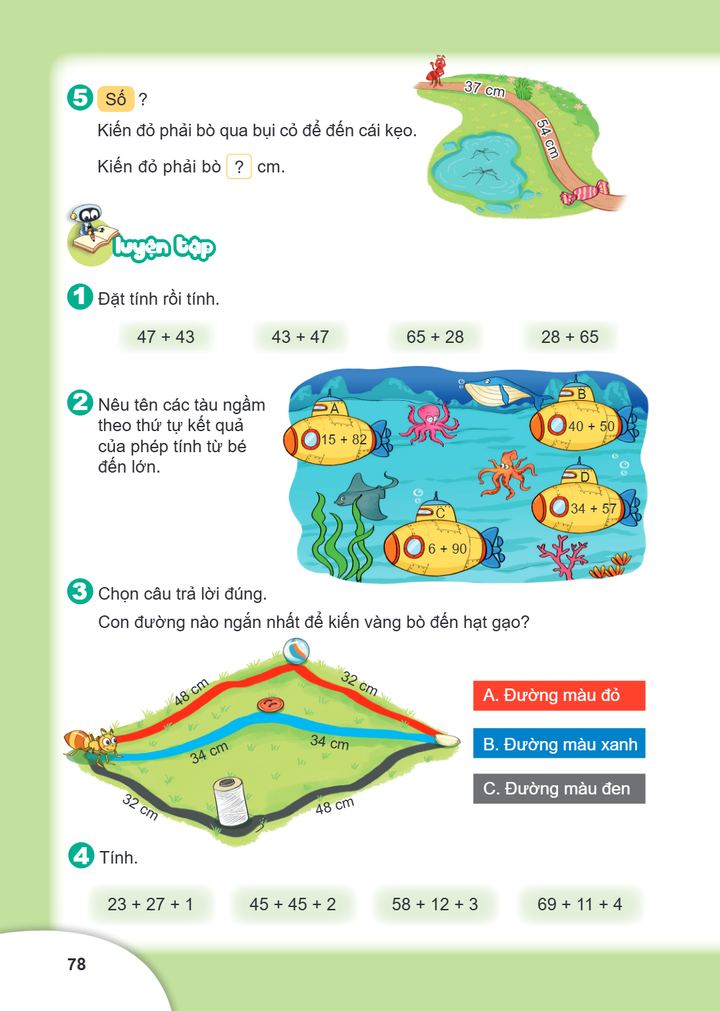 5 Số ?
Kiến đỏ phải bò qua bụi cỏ để đến cái kẹo.
Kiến đỏ phải bò ? cm.
37 cm
54 cm
luyện tập
1 Đặt tính rồi tính.
47 + 43
43 + 47
65 + 28
28 + 65
2 Nêu tên các tàu ngầm
theo thứ tự kết quả
của phép tính từ bé
đến lớn.
A
15 + 82
B
40 + 50
C
6 + 90
D
34 + 57
3 Chọn câu trả lời đúng.
Con đường nào ngắn nhất để kiến vàng bò đến hạt gạo?
48 cm
32 cm
34 cm
34 cm
32 cm
48 cm
A. Đường màu đỏ
B. Đường màu xanh
C. Đường màu đen
4 Tính.
23 + 27 + 1
45 + 45 + 2
58 + 12 + 3
69 + 11 + 4
78